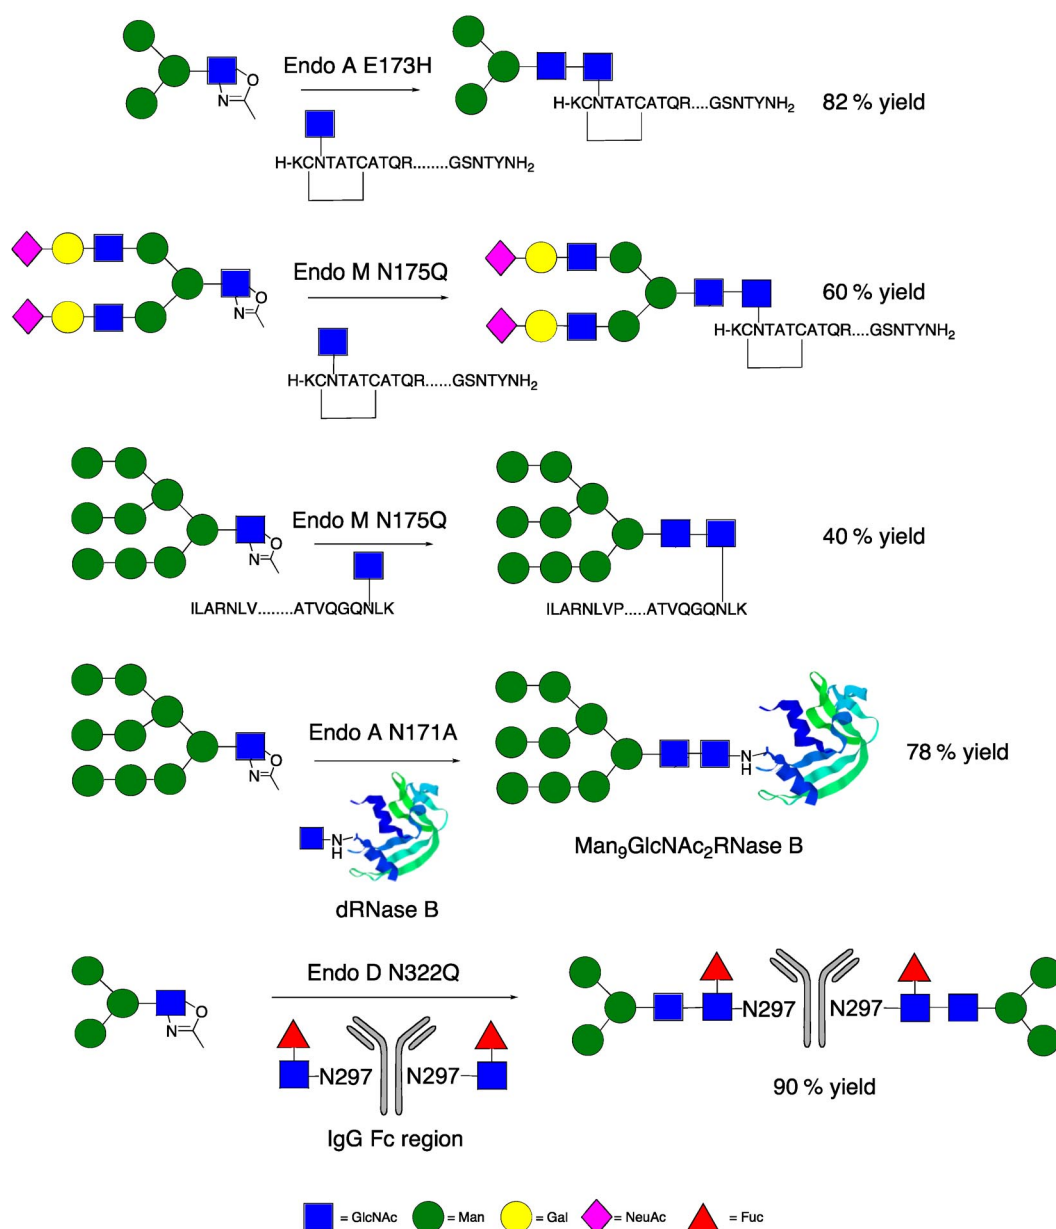 Endo A E173H
N O
H-KCNTATCATQR....GSNTYNH2
82 % yield
H-KCNTATCATQR........GSNTYNH2
Endo M N175Q
N O
60 % yield
H-KCNTATCATQR....GSNTYNH2
H-KCNTATCATQR......GSNTYNH2
Endo M N175Q
N O
40 % yield
ILARNLV........ATVQGQNLK
ILARNLVP.....ATVQGQNLK
Endo A N171A
N O
N H
78 % yield
N H
Man9GlcNAc2RNase B
dRNase B
Endo D N322Q
N O
N297 N297
N297 N297
90 % yield
IgG Fc region
= GlcNAc = Man = Gal = NeuAc = Fuc